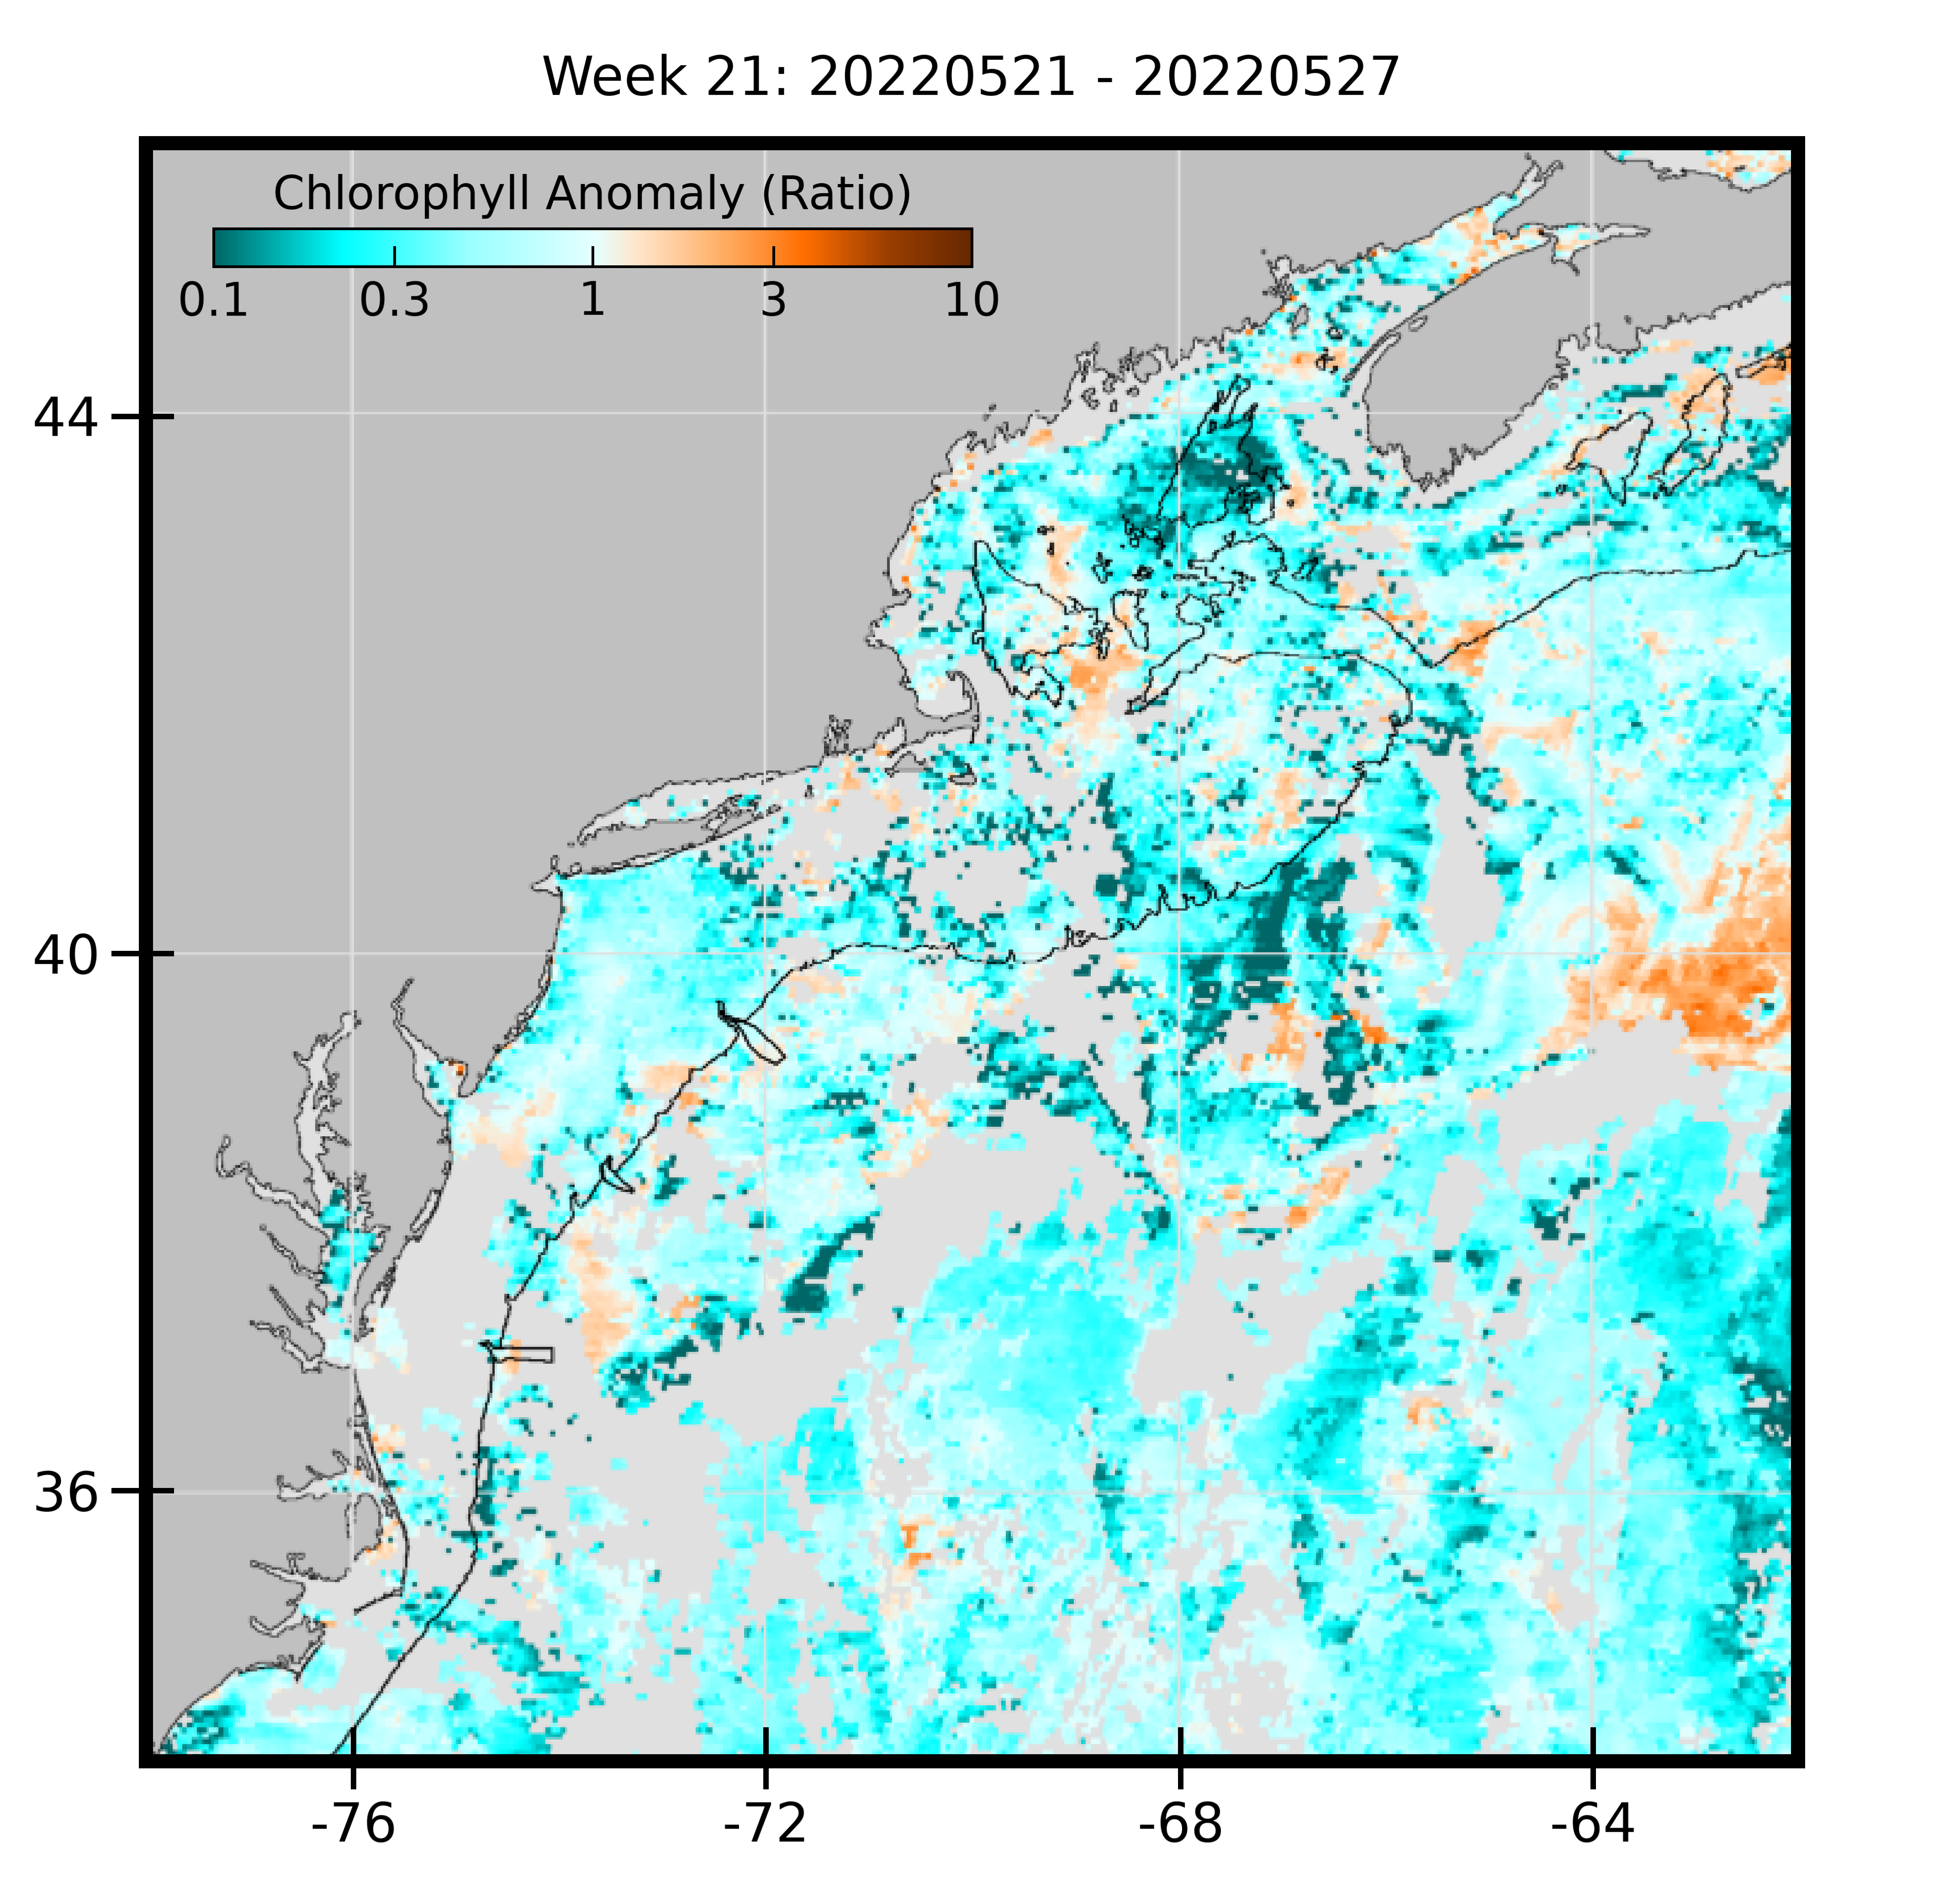 Week 21: 20220521 - 20220527
Chlorophyll Anomaly (Ratio)
0.1 0.3 1 3 10
44
40
36
-76 -72 -68 -64